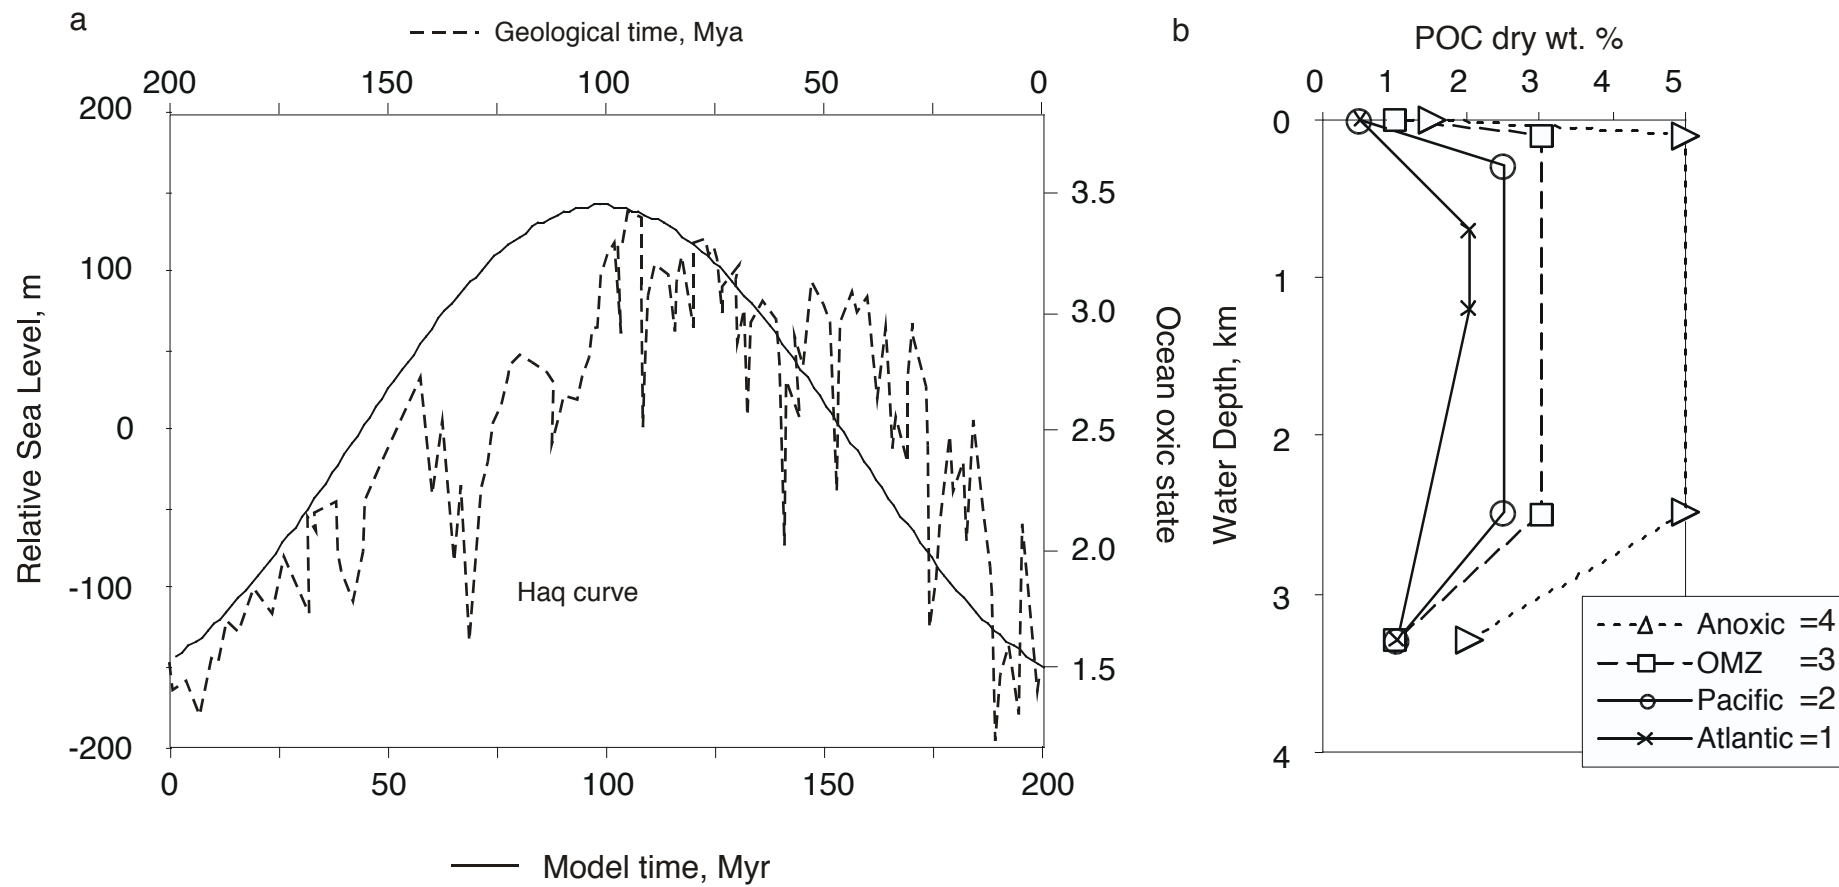 a
Geological time, Mya
200 150 100 50 0
200
100
0
-100
-200
Relative Sea Level, m
3.5
3.0
2.5
2.0
1.5
Ocean oxic state
Haq curve
0 50 100 150 200
Model time, Myr
b
POC dry wt. %
0 1 2 3 4 5
0
1
2
3
4
Water Depth, km
Anoxic =4
OMZ =3
Pacific =2
Atlantic =1